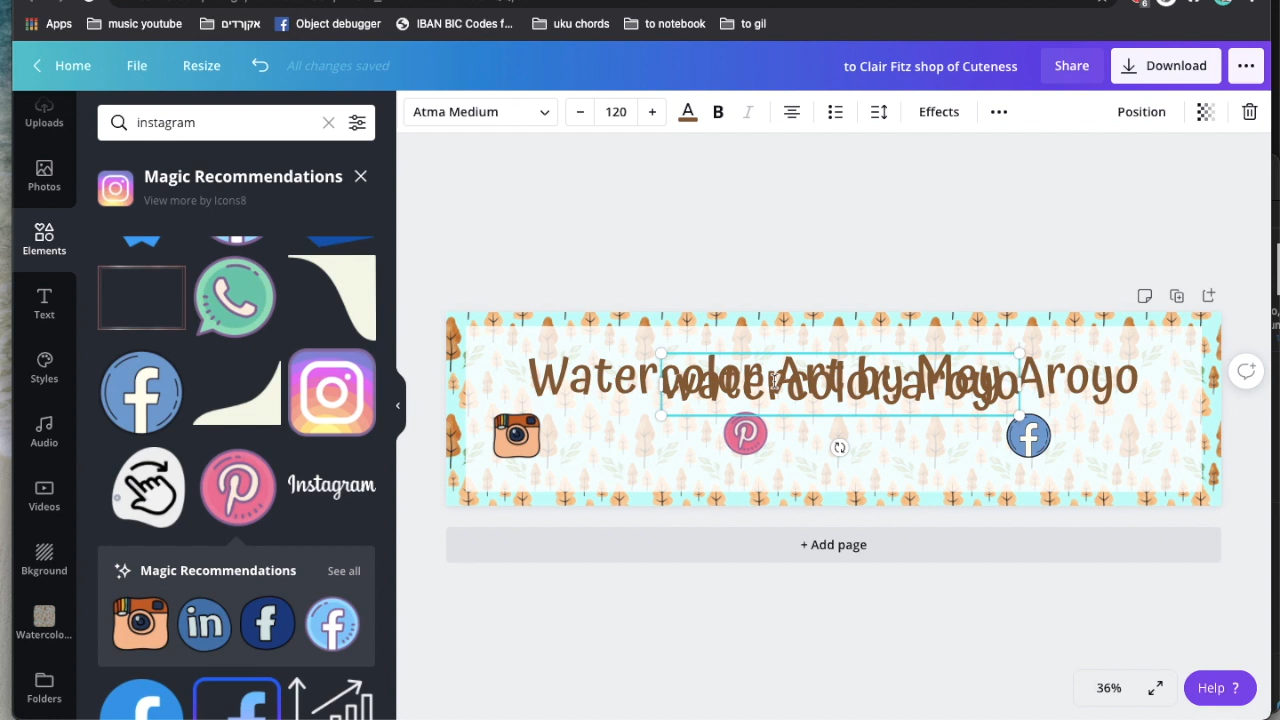 Apps
music youtube
אקורדים
Object debugger
IBAN BIC Codes f...
uku chords
to notebook
to gil
Home
File
Resize
All changes saved
to Clair Fitz shop of Cuteness
Share
Download
Uploads
Photos
Elements
Text
Styles
Audio
Videos
Bkground
Watercolo...
Folders
instagram
Magic Recommendations
View more by Icons8
Instagram
Magic Recommendations
See all
Atma Medium
120
A
B
I
Effects
Position
Watercolor Art by Mey Aroyo
+ Add page
36%
Help ?